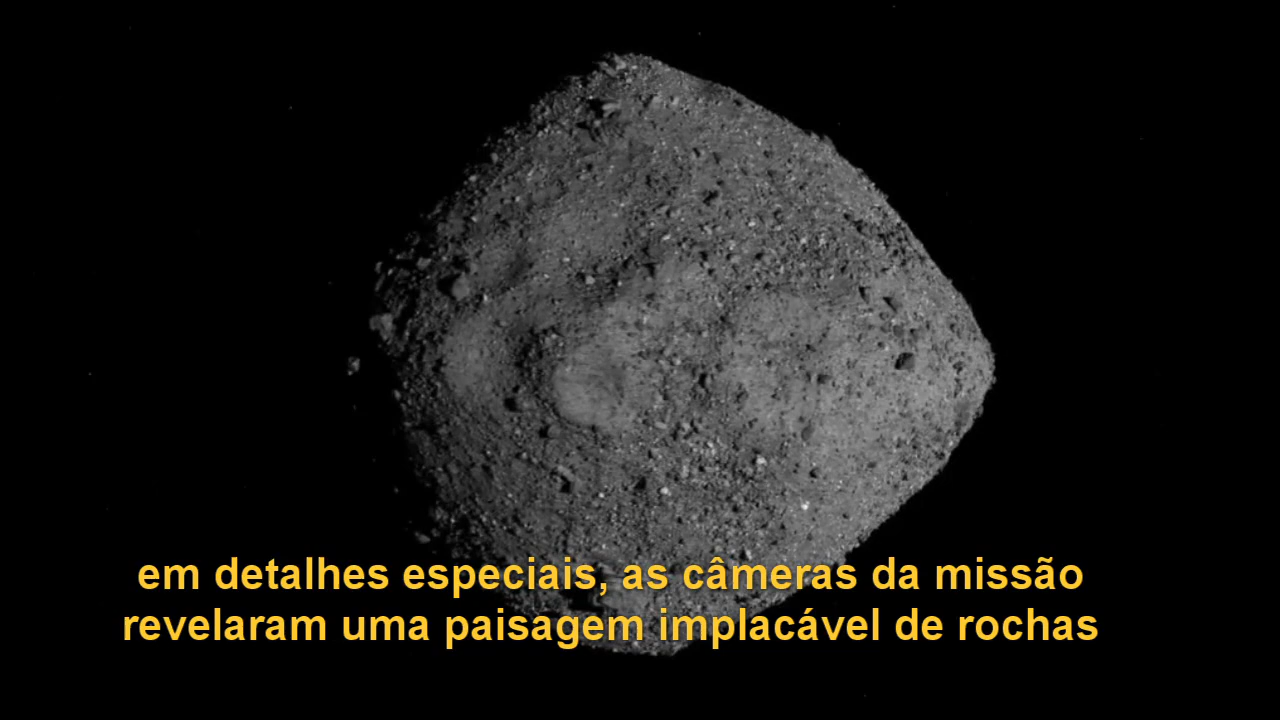 em detalhes especiais, as câmeras da missão
revelaram uma paisagem implacável de rochas